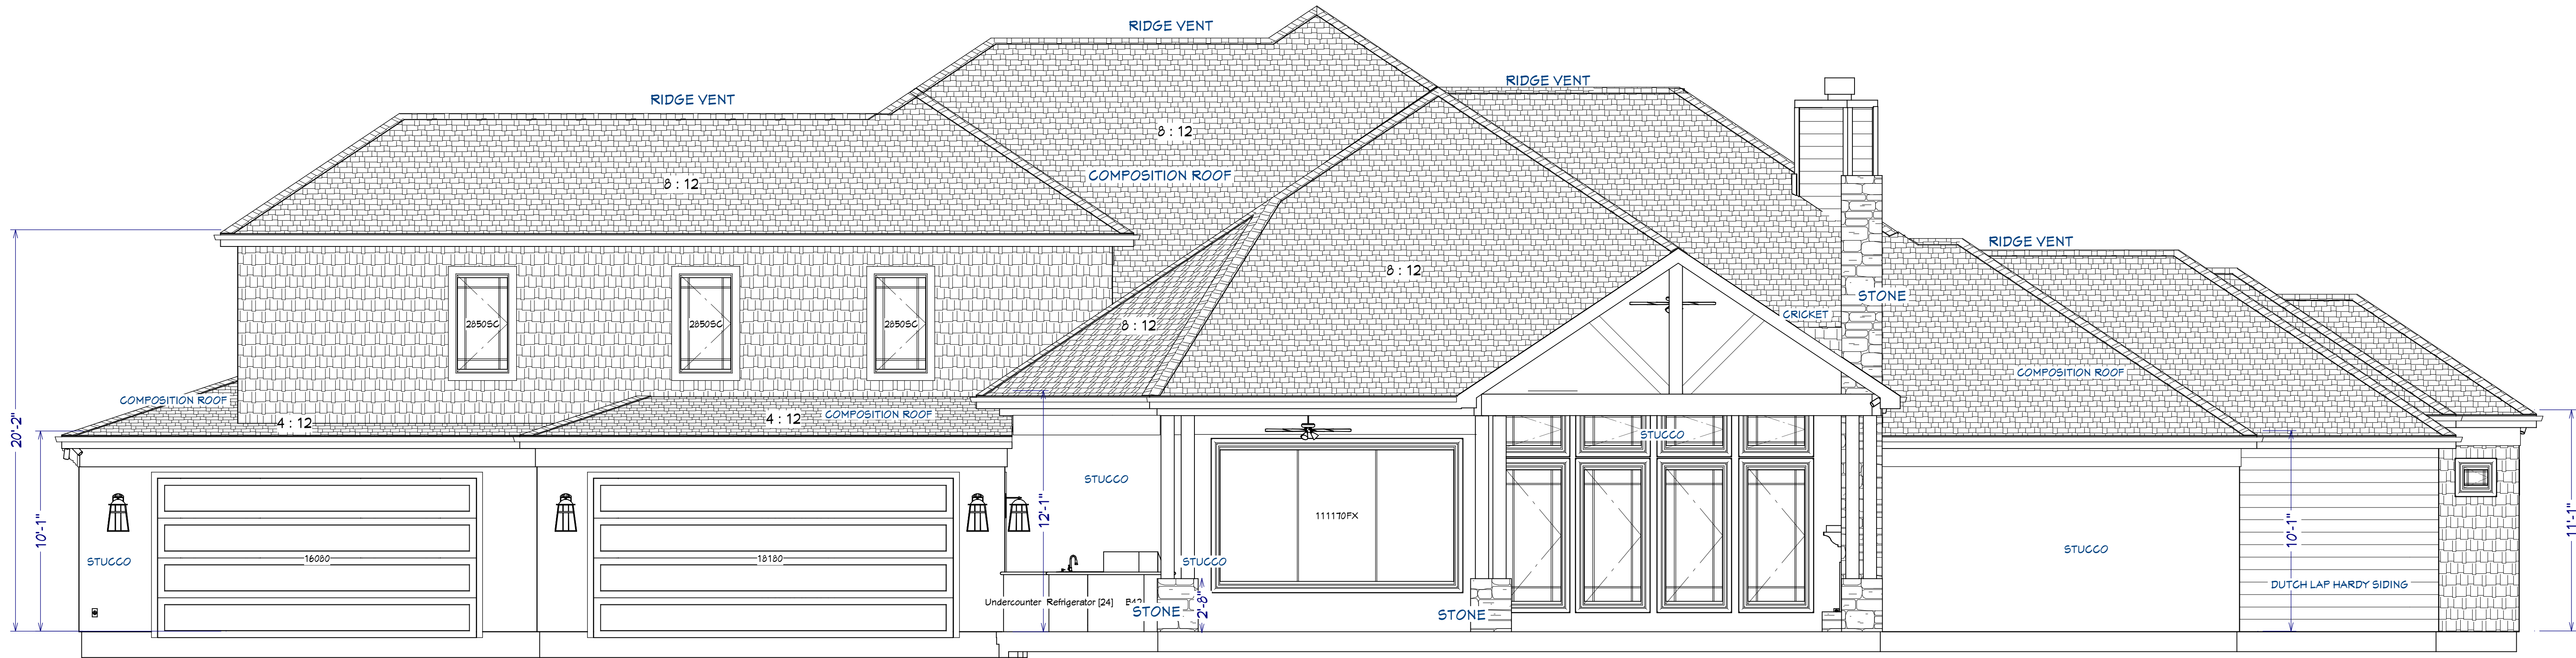 RIDGE VENT
RIDGE VENT
RIDGE VENT
8 : 12
COMPOSITION ROOF
8 : 12
RIDGE VENT
8 : 12
STONE
CRICKET
2850SC
2850SC
2850SC
8 : 12
COMPOSITION ROOF
COMPOSITION ROOF
4 : 12
4 : 12
COMPOSITION ROOF
20'-2"
10'-1"
STUCCO
STUCCO
12'-1"
111170FX
10'-1"
11'-1"
STUCCO
STUCCO
16080
18180
STUCCO
DUTCH LAP HARDY SIDING
Undercounter Refrigerator [24]
B42
STONE
2'-8"
STONE
STUCCO